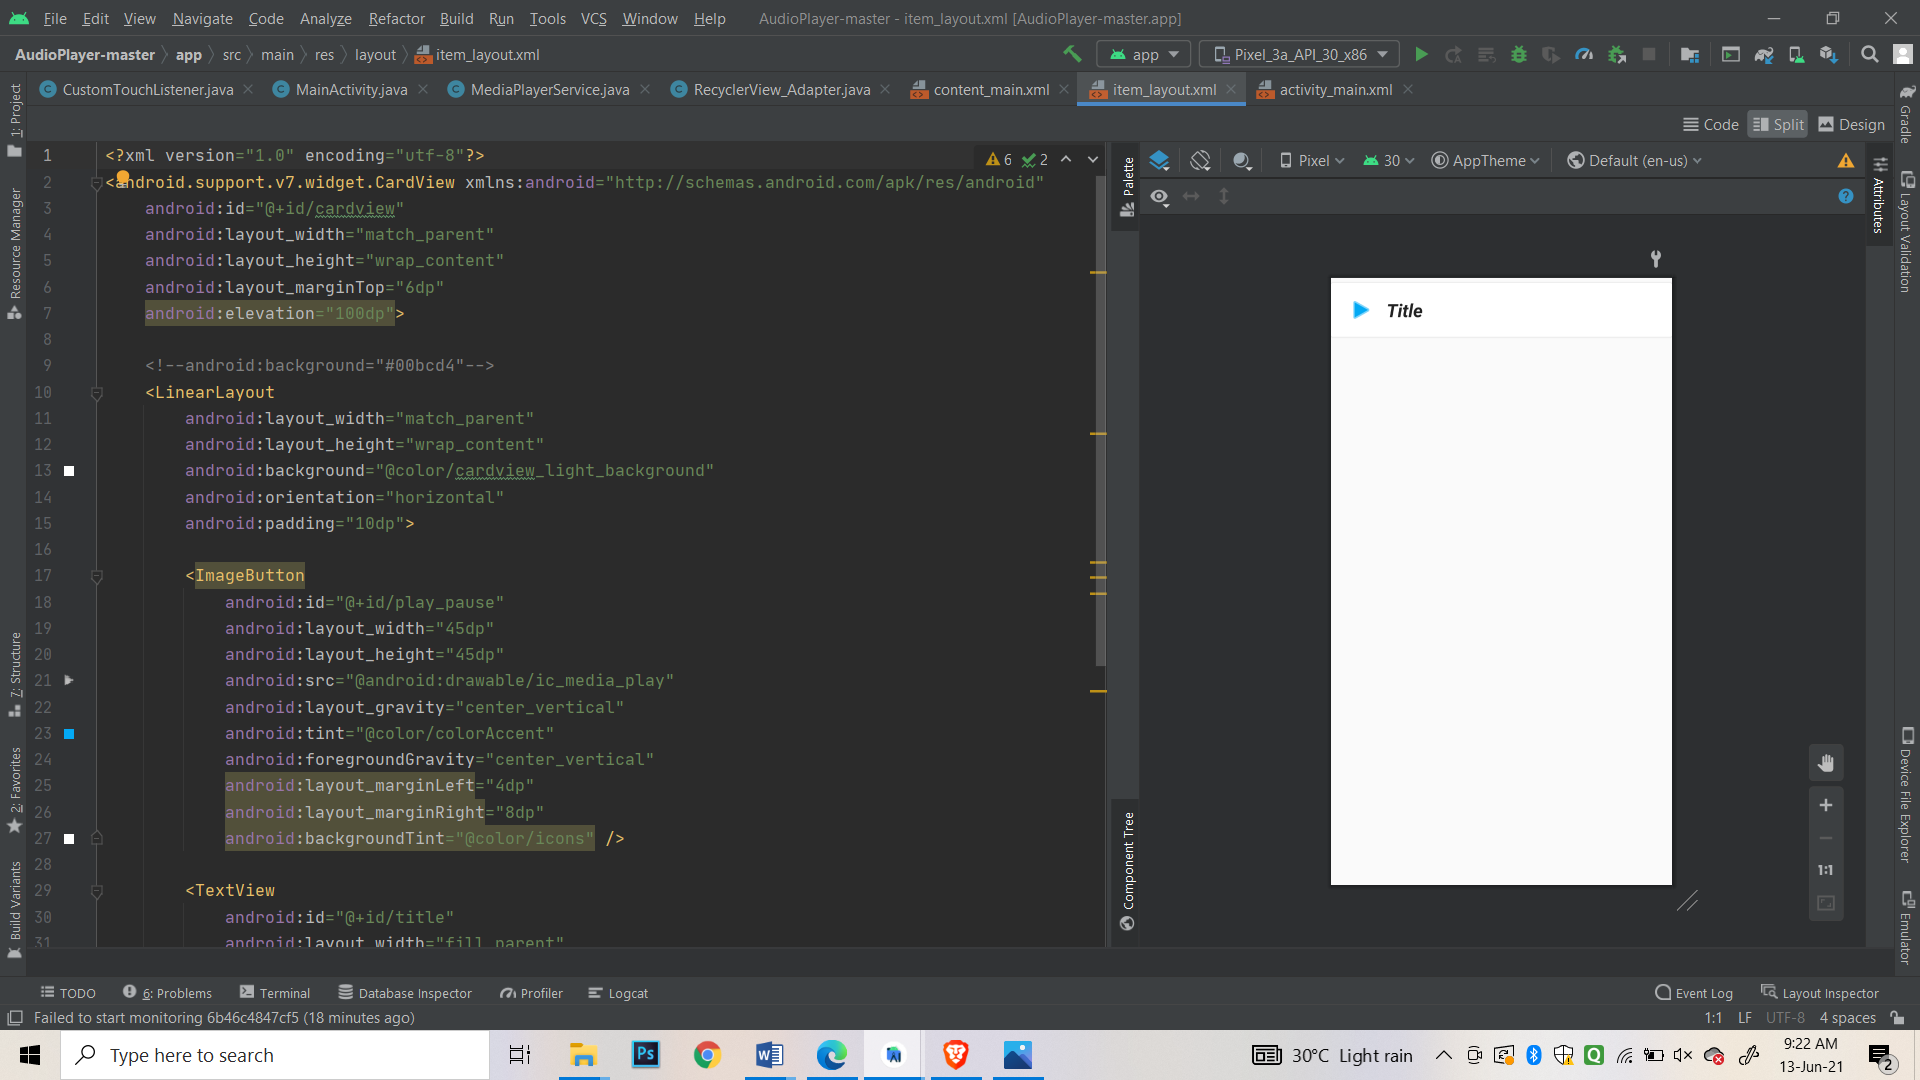 File Edit View Navigate Code Analyze Refactor Build Run Tools VCS Window Help AudioPlayer-master - item_layout.xml [AudioPlayer-master.app]
AudioPlayer-master app src main res layout item_layout.xml app Pixel_3a_API_30_x86
CustomTouchListener.java MainActivity.java MediaPlayerService.java RecyclerView_Adapter.java content_main.xml item_layout.xml activity_main.xml
Code Split Design
1: Project
Resource Manager
7: Structure
2: Favorites
Build Variants
6 2
1 <?xml version="1.0" encoding="utf-8"?>
2 <android.support.v7.widget.CardView xmlns:android="http://schemas.android.com/apk/res/android"
3 android:id="@+id/cardview"
4 android:layout_width="match_parent"
5 android:layout_height="wrap_content"
6 android:layout_marginTop="6dp"
7 android:elevation="100dp">
8
9 <!--android:background="#00bcd4"-->
10 <LinearLayout
11 android:layout_width="match_parent"
12 android:layout_height="wrap_content"
13 android:background="@color/cardview_light_background"
14 android:orientation="horizontal"
15 android:padding="10dp">
16
17 <ImageButton
18 android:id="@+id/play_pause"
19 android:layout_width="45dp"
20 android:layout_height="45dp"
21 android:src="@android:drawable/ic_media_play"
22 android:layout_gravity="center_vertical"
23 android:tint="@color/colorAccent"
24 android:foregroundGravity="center_vertical"
25 android:layout_marginLeft="4dp"
26 android:layout_marginRight="8dp"
27 android:backgroundTint="@color/icons" />
28
29 <TextView
30 android:id="@+id/title"
31 android:layout_width="fill_parent"
Palette
Component Tree
Pixel 30 AppTheme Default (en-us)
Title
1:1
Attributes
Gradle
Layout Validation
Device File Explorer
Emulator
TODO 6: Problems Terminal Database Inspector Profiler Logcat Event Log Layout Inspector
Failed to start monitoring 6b46c4847cf5 (18 minutes ago) 1:1 LF UTF-8 4 spaces
Type here to search 30°C Light rain 9:22 AM
13-Jun-21 2